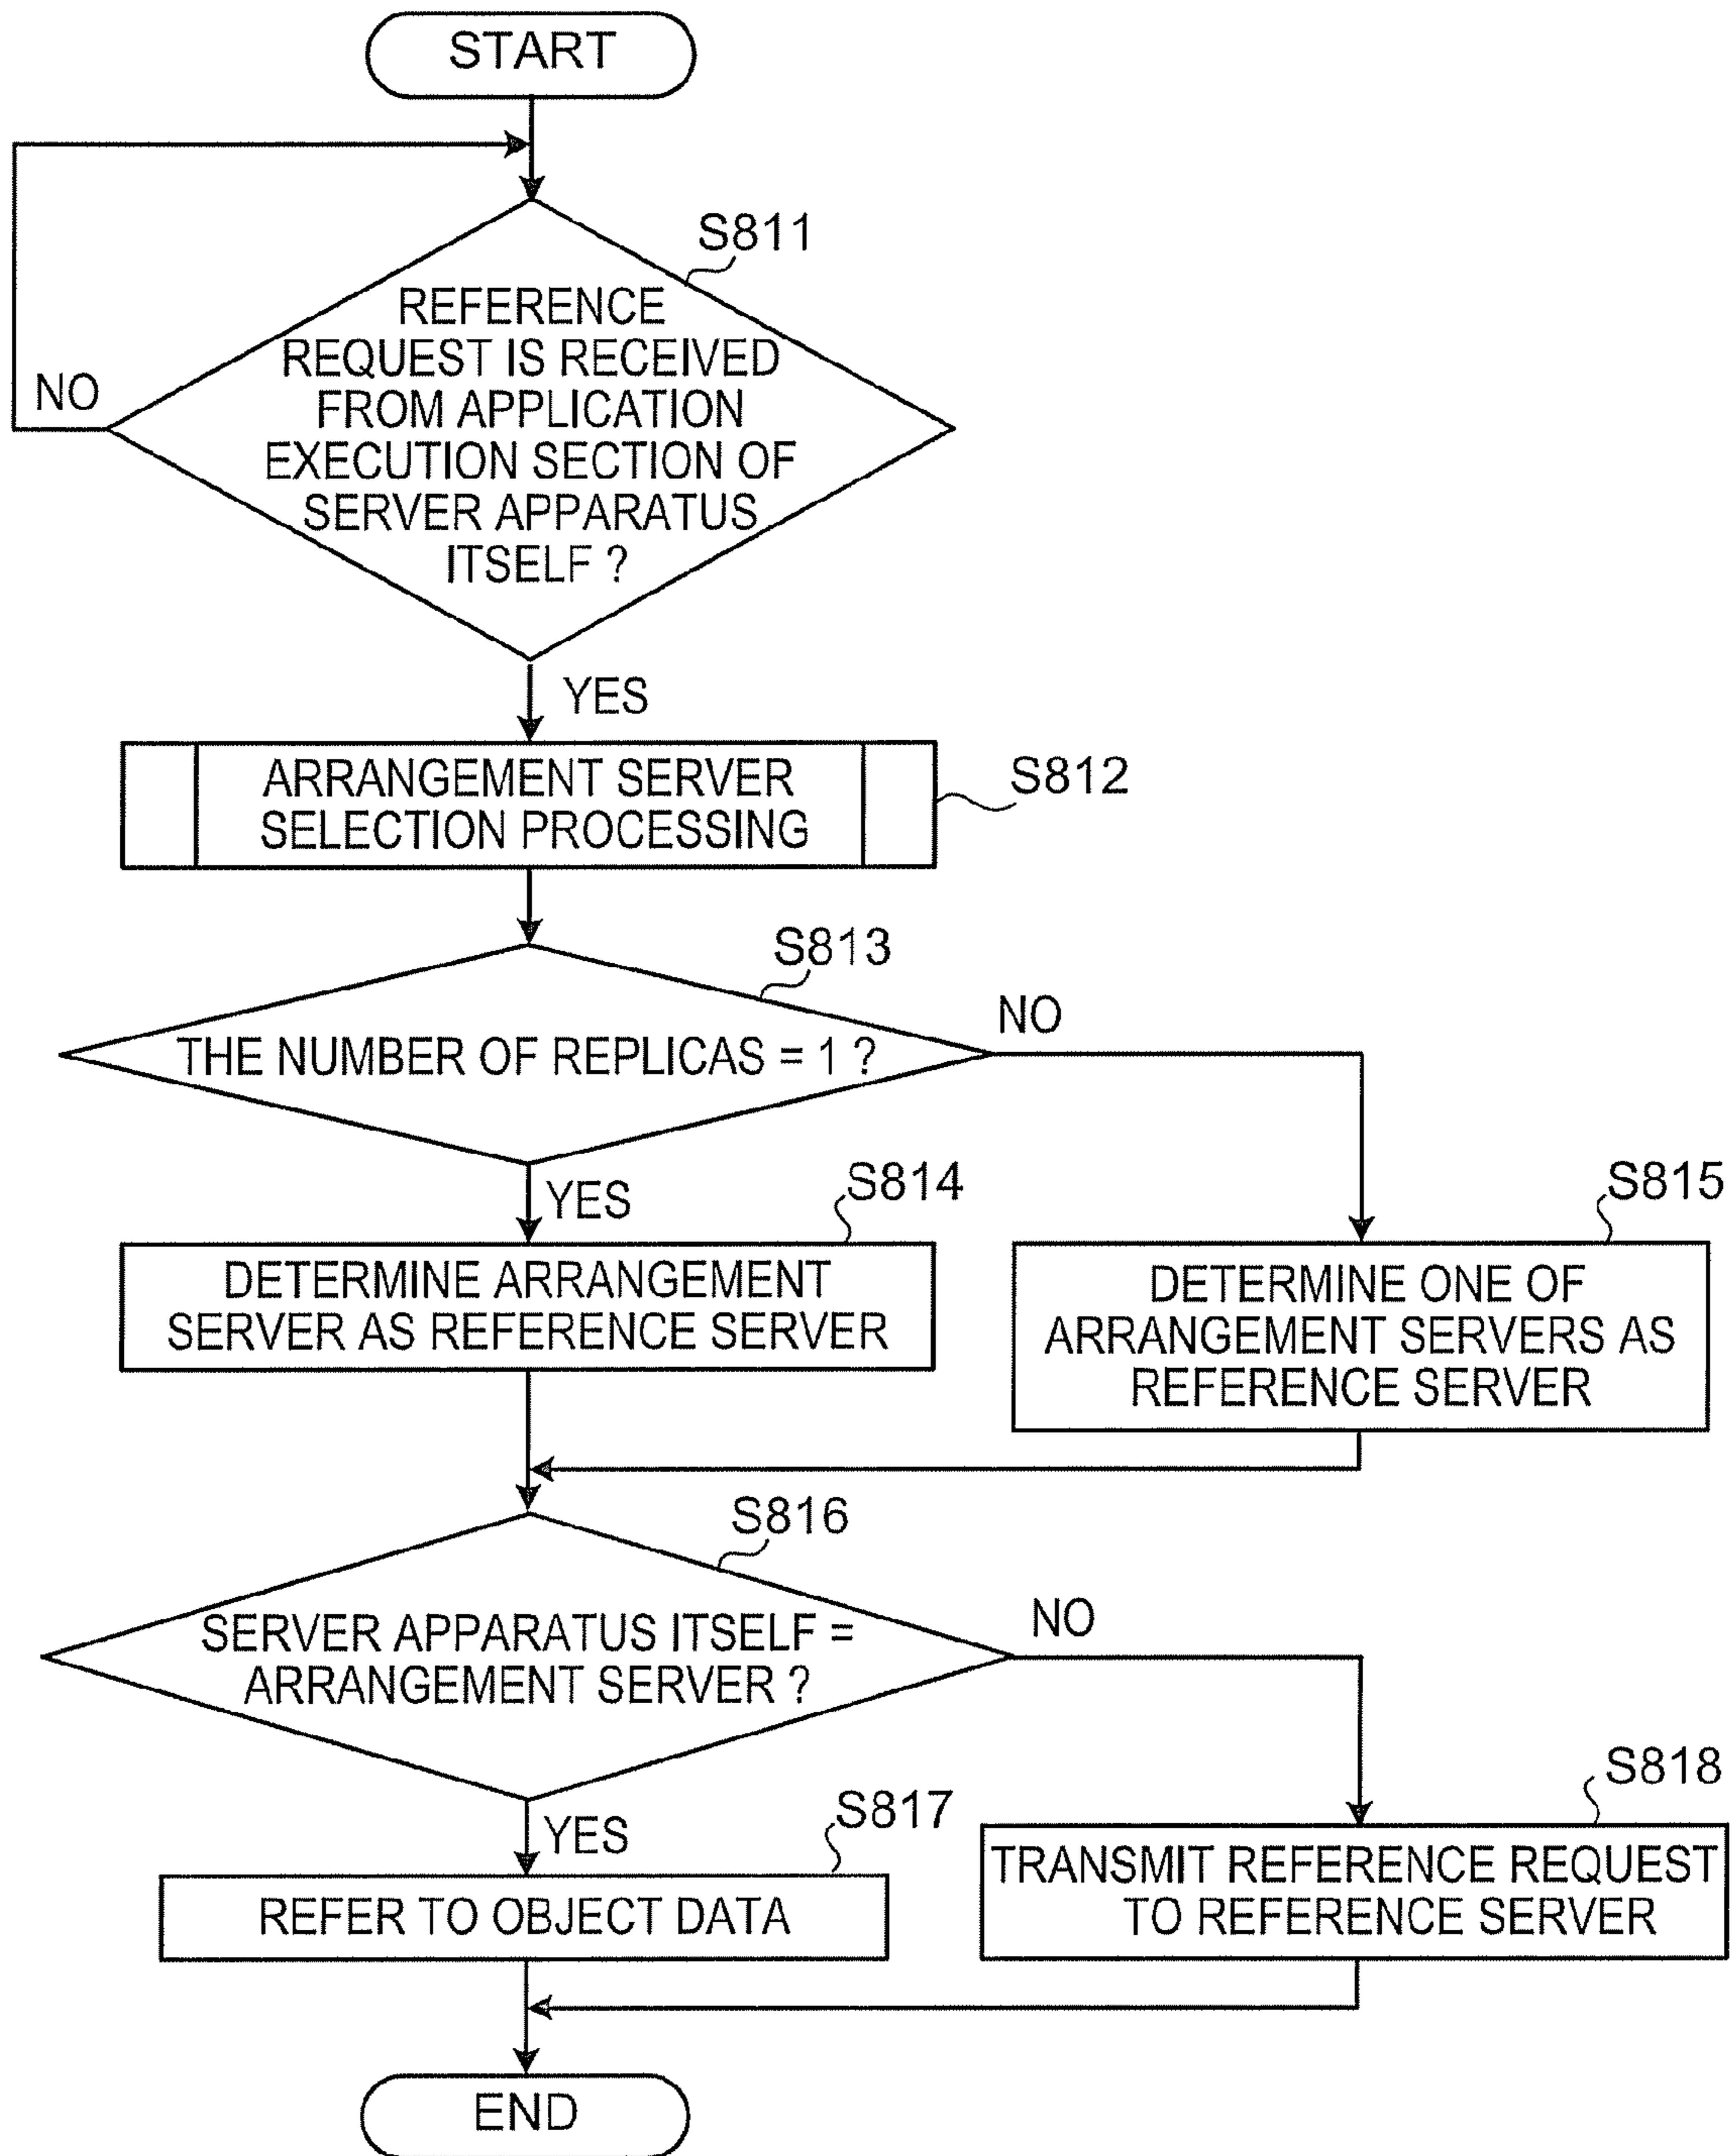 START
S811
REFERENCE
REQUEST IS RECEIVED
FROM APPLICATION
EXECUTION SECTION OF
SERVER APPARATUS
ITSELF ?
NO
YES
ARRANGEMENT SERVER
SELECTION PROCESSING
S812
S813
THE NUMBER OF REPLICAS = 1 ?
NO
YES
S814
DETERMINE ARRANGEMENT
SERVER AS REFERENCE SERVER
S815
DETERMINE ONE OF
ARRANGEMENT SERVERS AS
REFERENCE SERVER
S816
SERVER APPARATUS ITSELF =
ARRANGEMENT SERVER ?
NO
YES
S817
REFER TO OBJECT DATA
S818
TRANSMIT REFERENCE REQUEST
TO REFERENCE SERVER
END